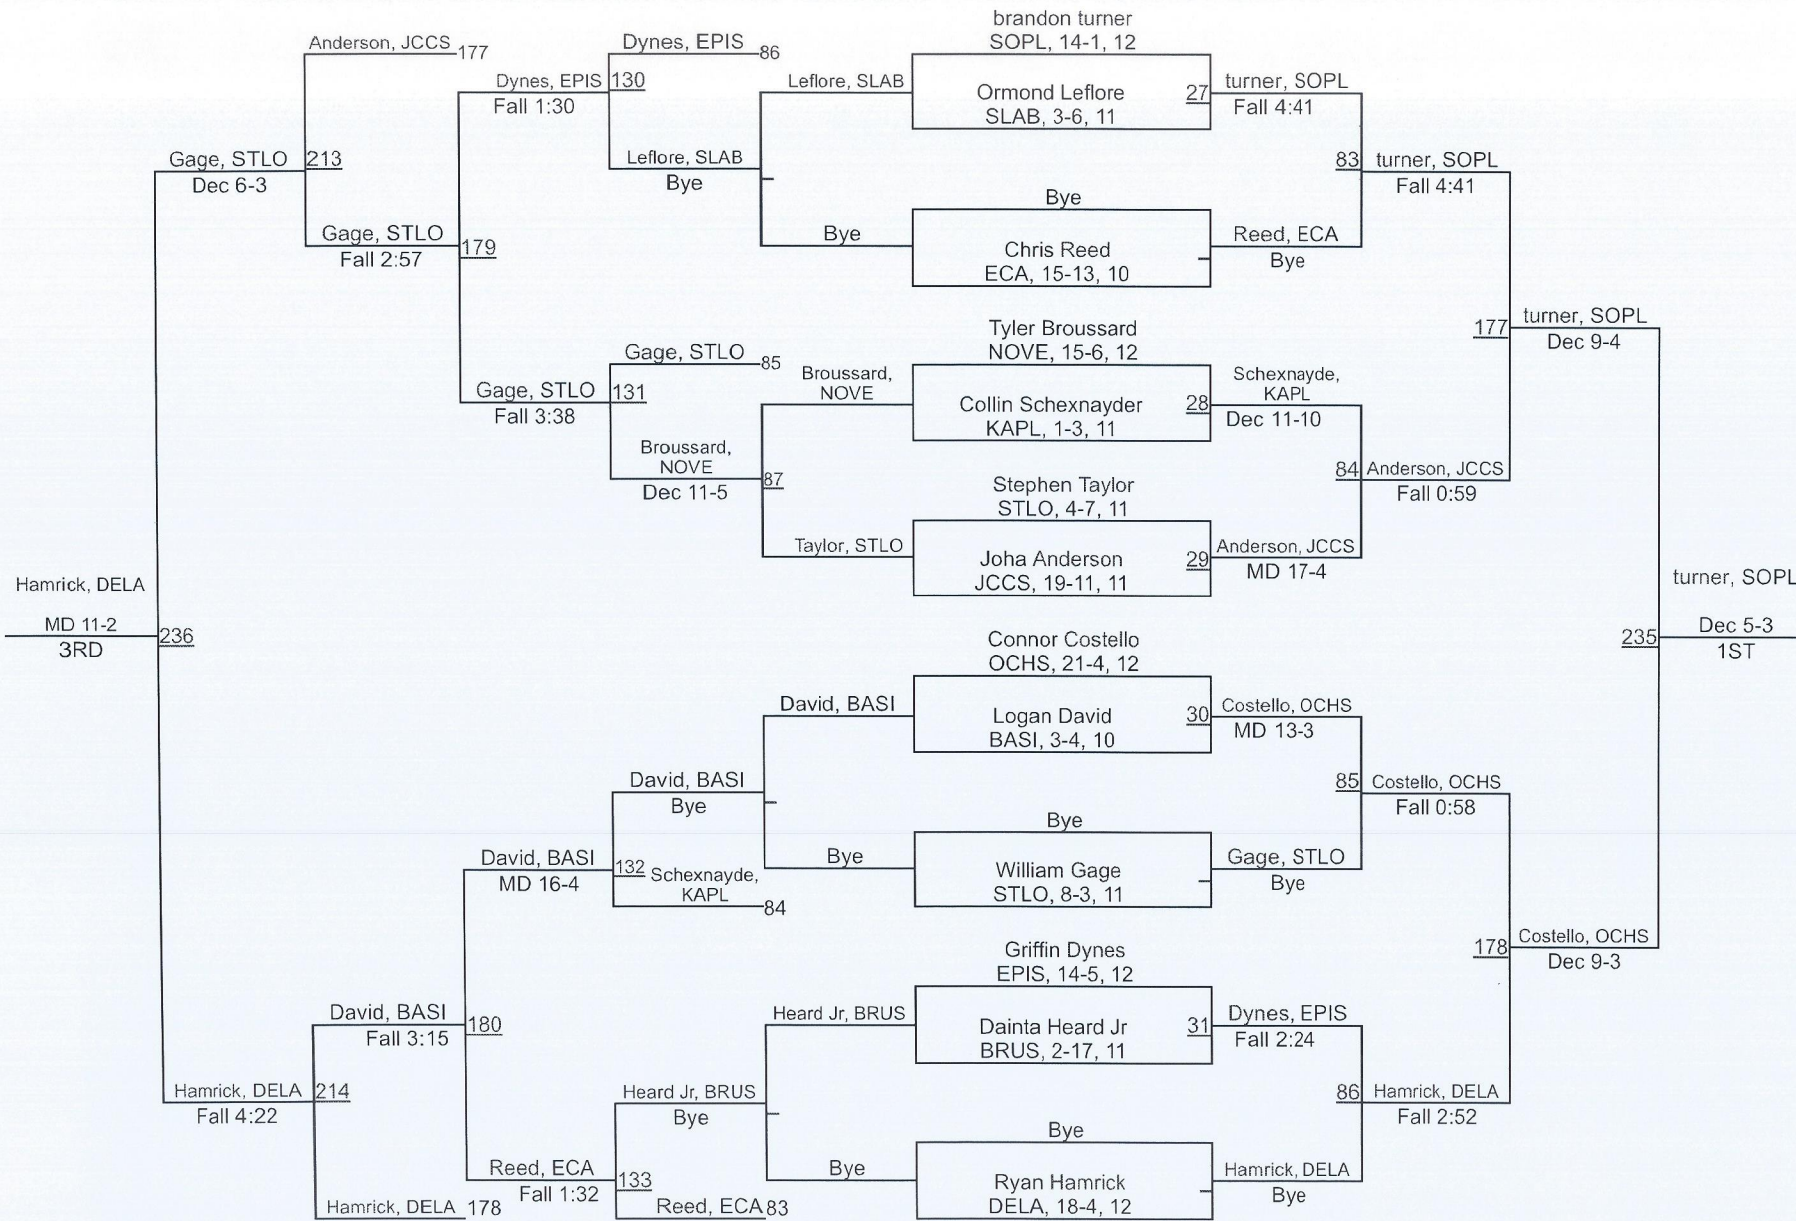 brandon turner
SOPL, 14-1, 12
Anderson, JCCS 177
Dynes, EPIS 86
Dynes, EPIS 130
Fall 1:30
Leflore, SLAB
Ormond Leflore
SLAB, 3-6, 11
27
turner, SOPL
Fall 4:41
Gage, STLO 213
Dec 6-3
Leflore, SLAB
Bye
83 turner, SOPL
Fall 4:41
Bye
Gage, STLO 179
Fall 2:57
Bye
Chris Reed
ECA, 15-13, 10
Reed, ECA
Bye
Tyler Broussard
NOVE, 15-6, 12
177 turner, SOPL
Dec 9-4
Gage, STLO 85
Gage, STLO 131
Fall 3:38
Broussard,
NOVE
Collin Schexnayder
KAPL, 1-3, 11
28
Schexnayde,
KAPL
Dec 11-10
Broussard,
NOVE 87
Dec 11-5
84 Anderson, JCCS
Fall 0:59
Stephen Taylor
STLO, 4-7, 11
Taylor, STLO
Joha Anderson
JCCS, 19-11, 11
29
Anderson, JCCS
MD 17-4
Hamrick, DELA
MD 11-2 236
3RD
turner, SOPL
235 Dec 5-3
1ST
Connor Costello
OCHS, 21-4, 12
David, BASI
Logan David
BASI, 3-4, 10
30
Costello, OCHS
MD 13-3
David, BASI
Bye
85 Costello, OCHS
Fall 0:58
Bye
David, BASI 132
MD 16-4
Schexnayde,
KAPL 84
Bye
William Gage
STLO, 8-3, 11
Gage, STLO
Bye
Griffin Dynes
EPIS, 14-5, 12
178 Costello, OCHS
Dec 9-3
David, BASI 180
Fall 3:15
Heard Jr, BRUS
Dainta Heard Jr
BRUS, 2-17, 11
31
Dynes, EPIS
Fall 2:24
Hamrick, DELA 214
Fall 4:22
Heard Jr, BRUS
Bye
86 Hamrick, DELA
Fall 2:52
Bye
Reed, ECA 133
Fall 1:32
Bye
Ryan Hamrick
DELA, 18-4, 12
Hamrick, DELA
Bye
Hamrick, DELA 178
Reed, ECA 83